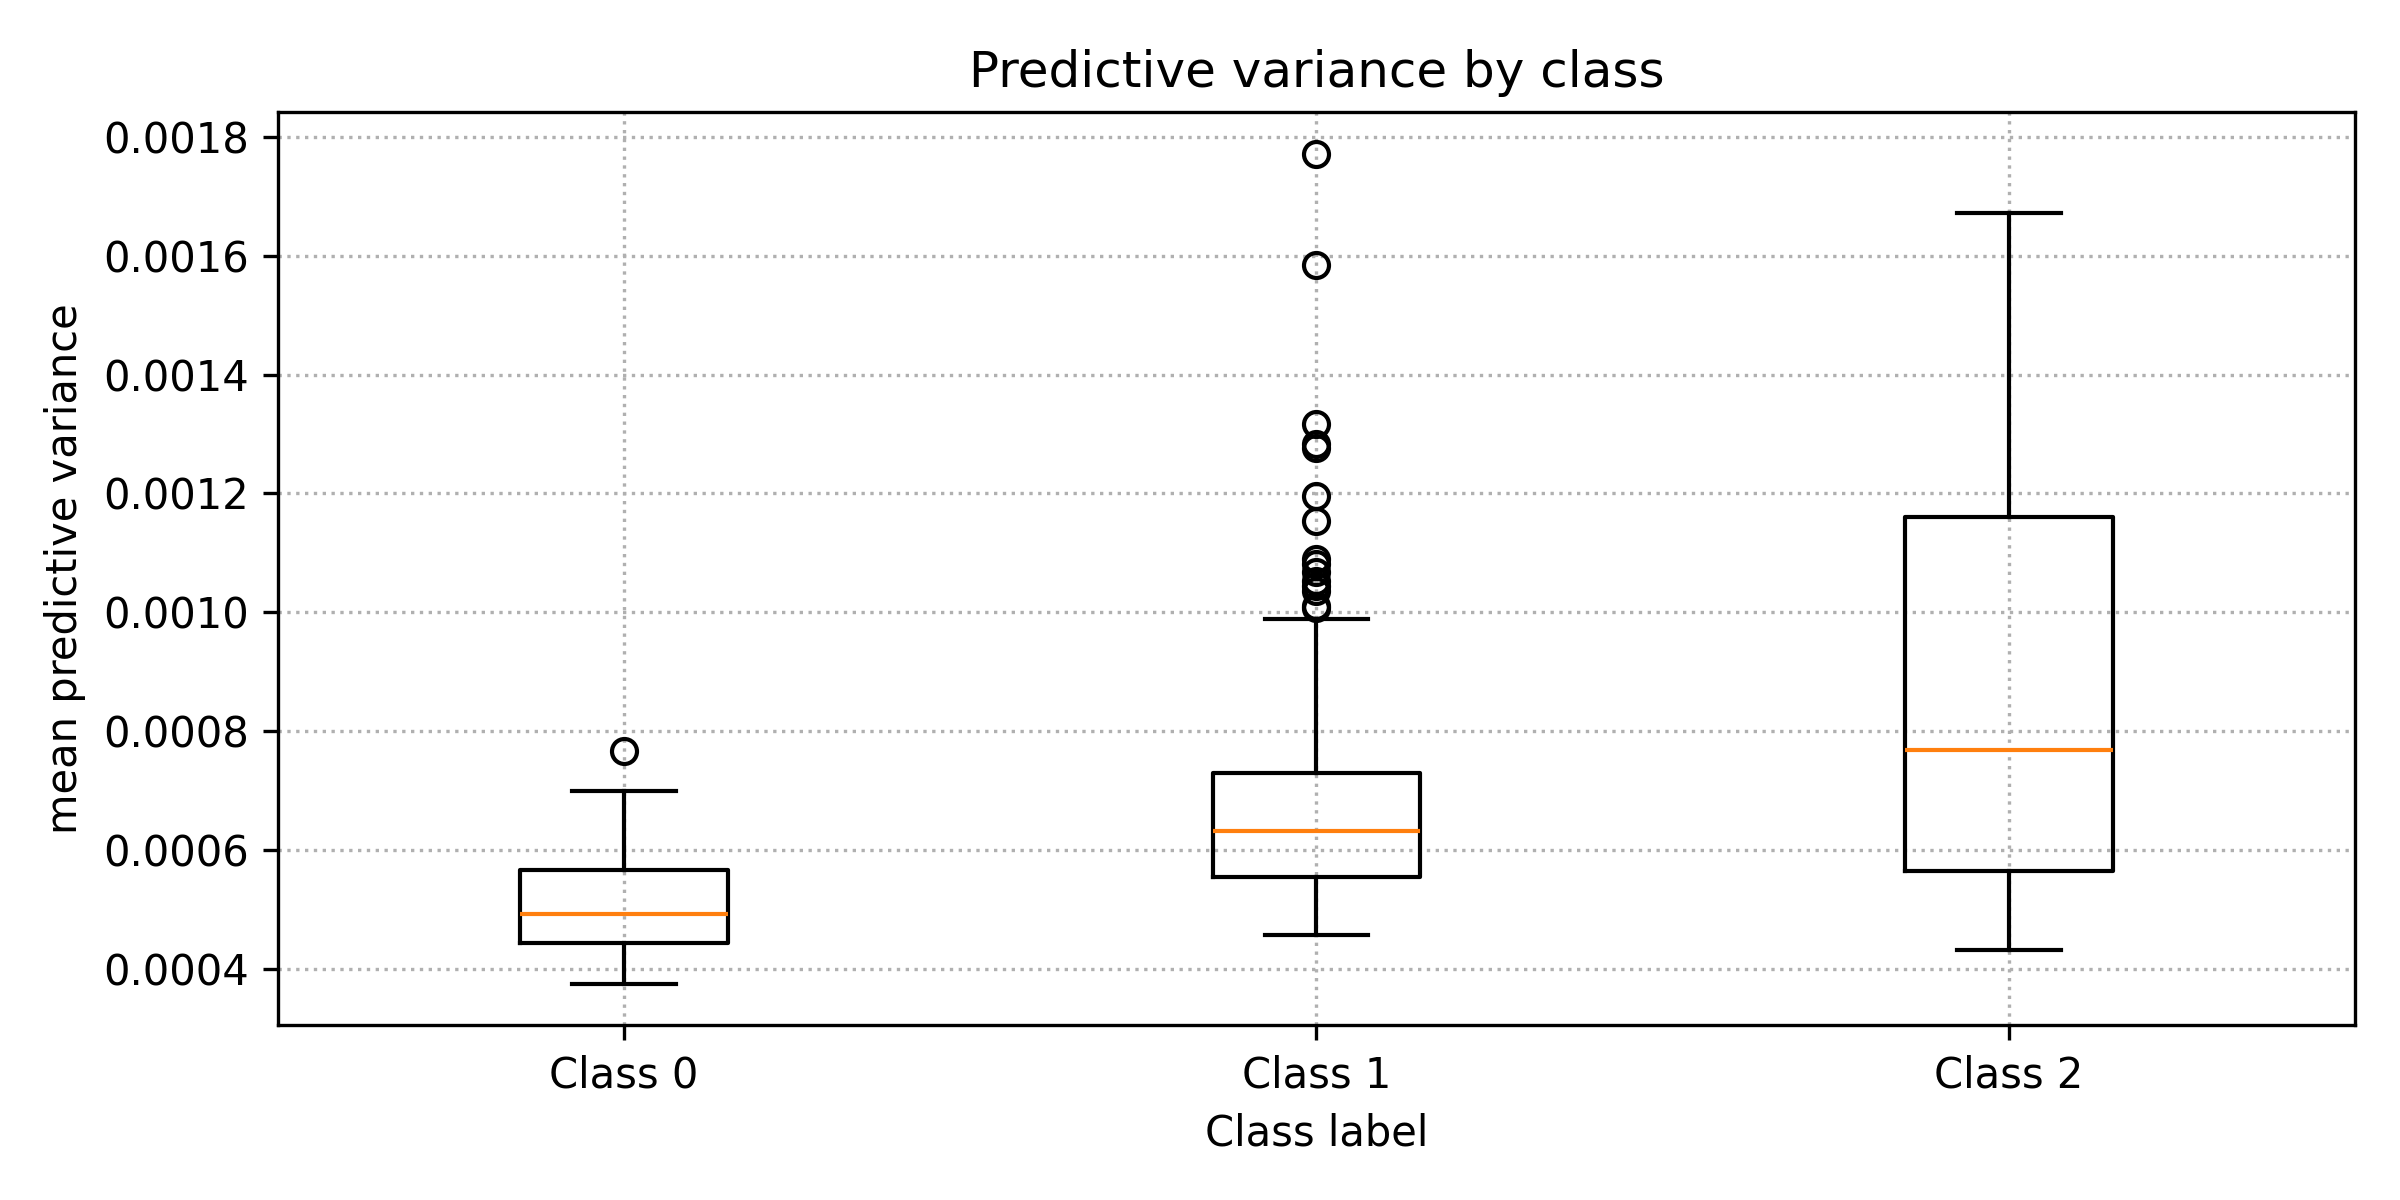 Predictive variance by class
0.0018
0.0016
0.0014
0.0012
0.0010
0.0008
0.0006
0.0004
mean predictive variance
Class 0 Class 1 Class 2
Class label